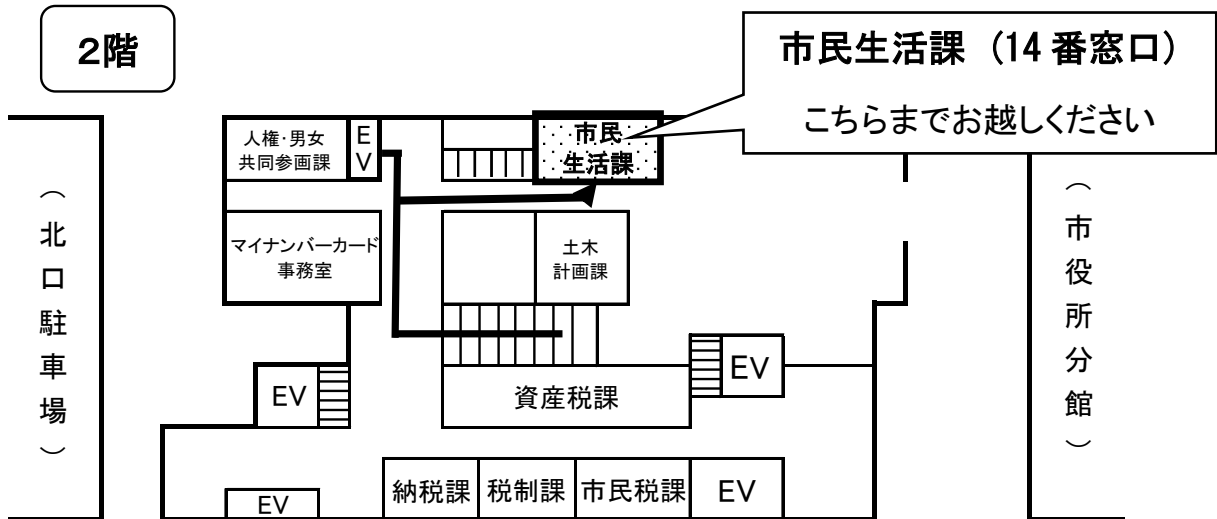 2階
市民生活課（14番窓口）
こちらまでお越しください
人権・男女
共同参画課
E
V
市民
生活課
（北口駐車場）
マイナンバーカード
事務室
土木
計画課
（市役所分館）
EV
資産税課
EV
EV
納税課
税制課
市民税課
EV